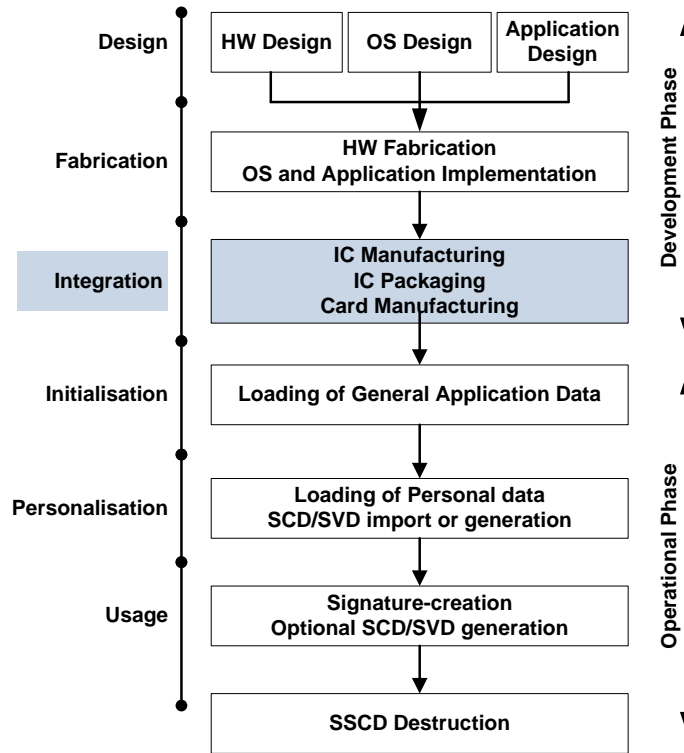 Design
HW Design
OS Design
Application
Design
Fabrication
HW Fabrication
OS and Application Implementation
Development Phase
Integration
IC Manufacturing
IC Packaging
Card Manufacturing
Initialisation
Loading of General Application Data
Personalisation
Loading of Personal data
SCD/SVD import or generation
Operational Phase
Usage
Signature-creation
Optional SCD/SVD generation
SSCD Destruction